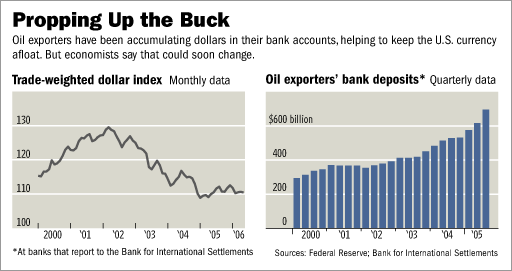 Propping Up the Buck
Oil exporters have been accumulating dollars in their bank accounts, helping to keep the U.S. currency
afloat. But economists say that could soon change.
Trade-weighted dollar index Monthly data
130
120
110
100
2000 '01 '02 '03 '04 '05 '06
Oil exporters' bank deposits* Quarterly data
$600 billion
400
200
0
2000 '01 '02 '03 '04 '05
*At banks that report to the Bank for International Settlements
Sources: Federal Reserve; Bank for International Settlements